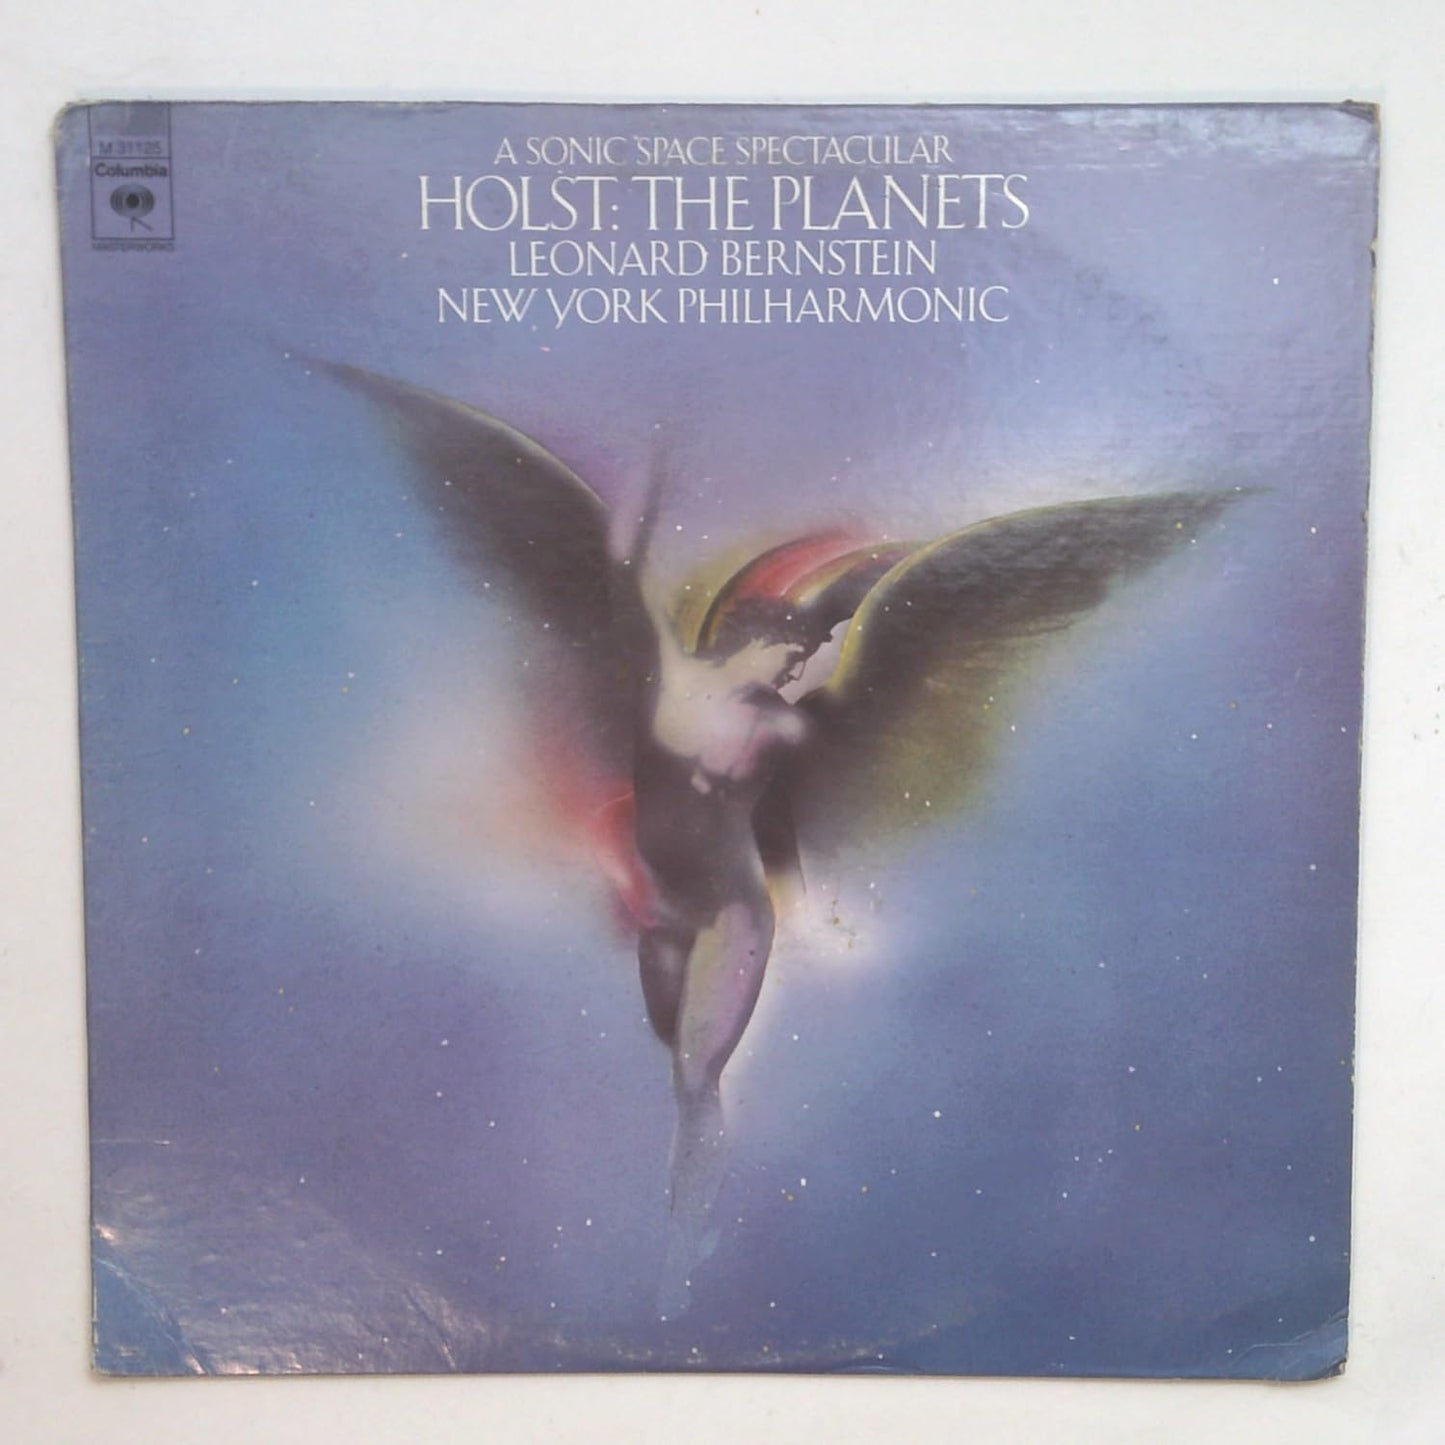 M 31125
Columbia
MASTERWORKS
A SONIC SPACE SPECTACULAR
HOLST: THE PLANETS
LEONARD BERNSTEIN
NEW YORK PHILHARMONIC